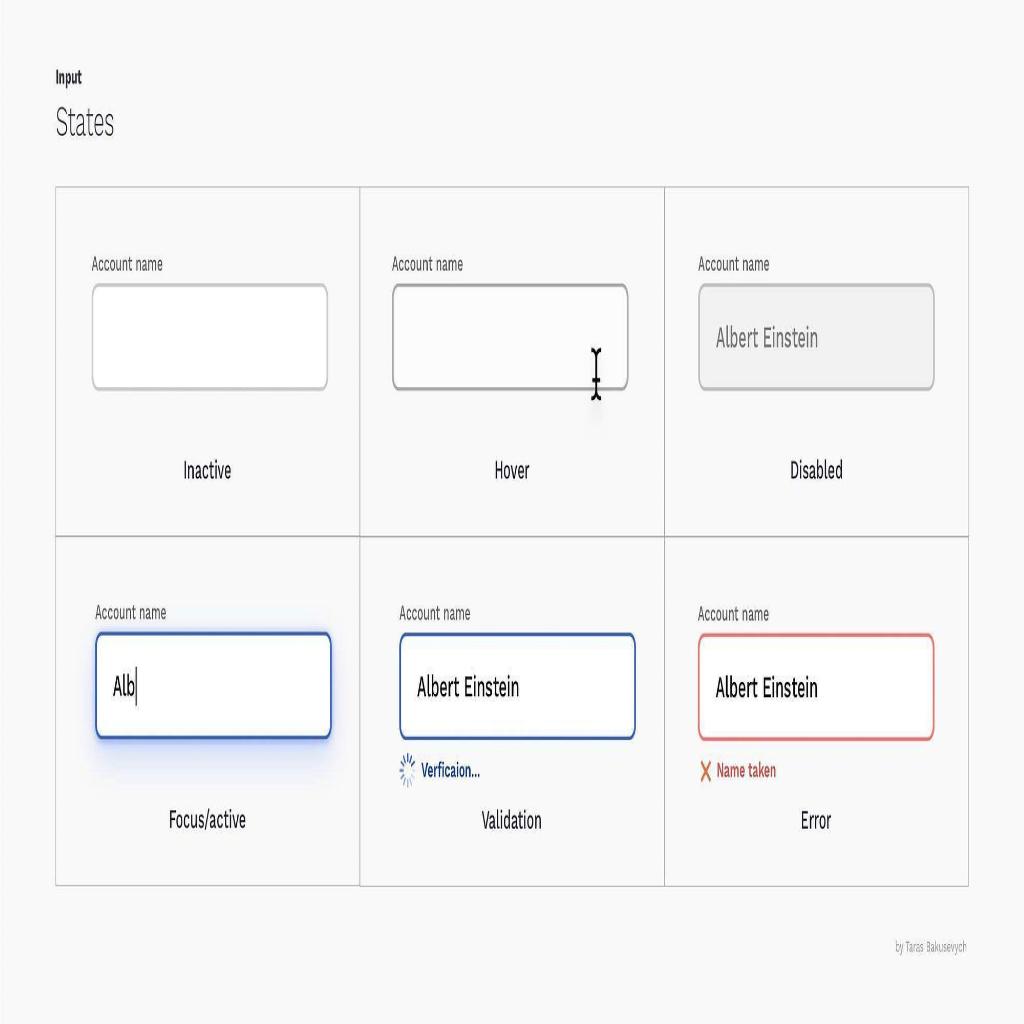 Input
States
Account name
Inactive
Account name
Hover
Account name
Albert Einstein
Disabled
Account name
Alb
Focus/active
Account name
Albert Einstein
Verficaion...
Validation
Account name
Albert Einstein
Name taken
Error
by Taras Bakusevych